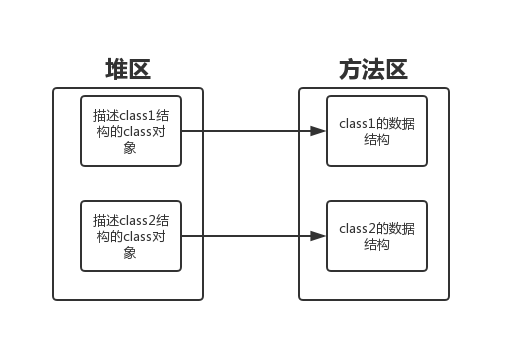 堆区
方法区
描述class1结
构的class对
象
class1的数据
结构
描述class2结
构的class对
象
class2的数据
结构